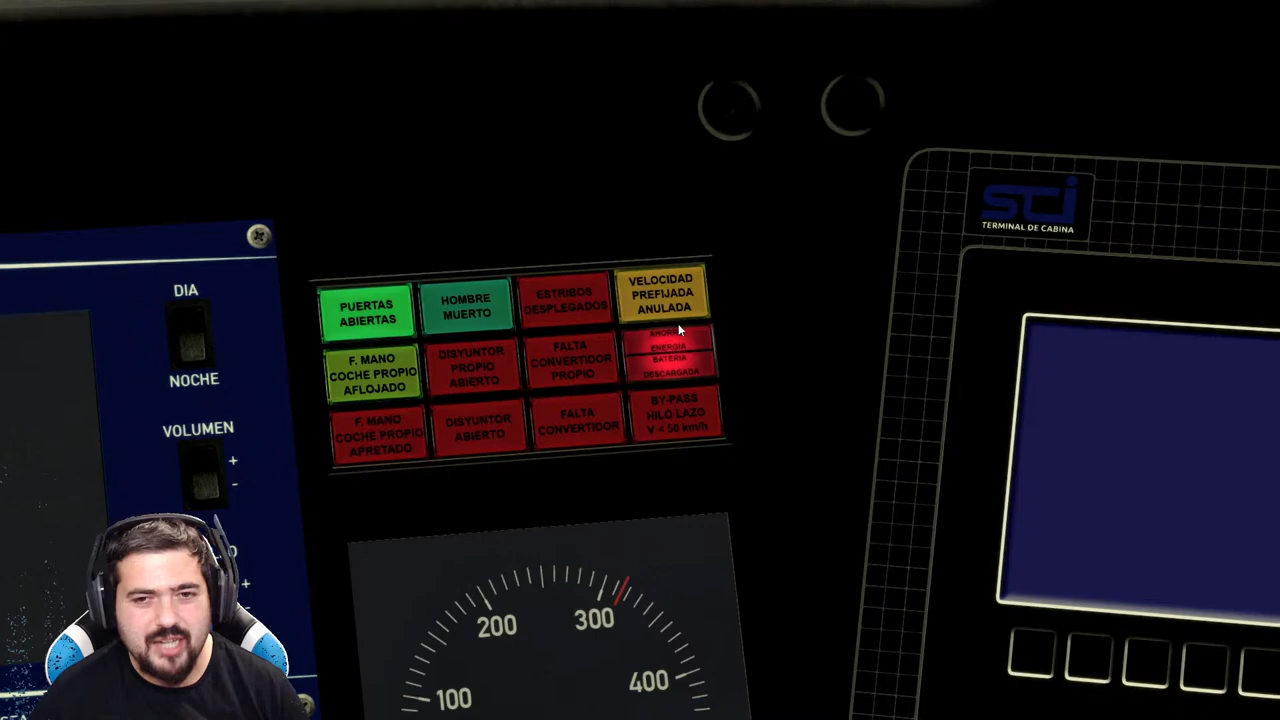 STCI
TERMINAL DE CABINA
DIA
NOCHE
VOLUMEN
+
-
+
PUERTAS
ABIERTAS
HOMBRE
MUERTO
ESTRIBOS
DESPLEGADOS
VELOCIDAD
PREFIJADA
ANULADA
F. MANO
COCHE PROPIO
AFLOJADO
DISYUNTOR
PROPIO
ABIERTO
FALTA
CONVERTIDOR
PROPIO
AHORRO
ENERGIA
BATERIA
DESCARGADA
F. MANO
COCHE PROPIO
APRETADO
DISYUNTOR
ABIERTO
FALTA
CONVERTIDOR
BY-PASS
HILO LAZO
V < 50 km/h
100
200
300
400